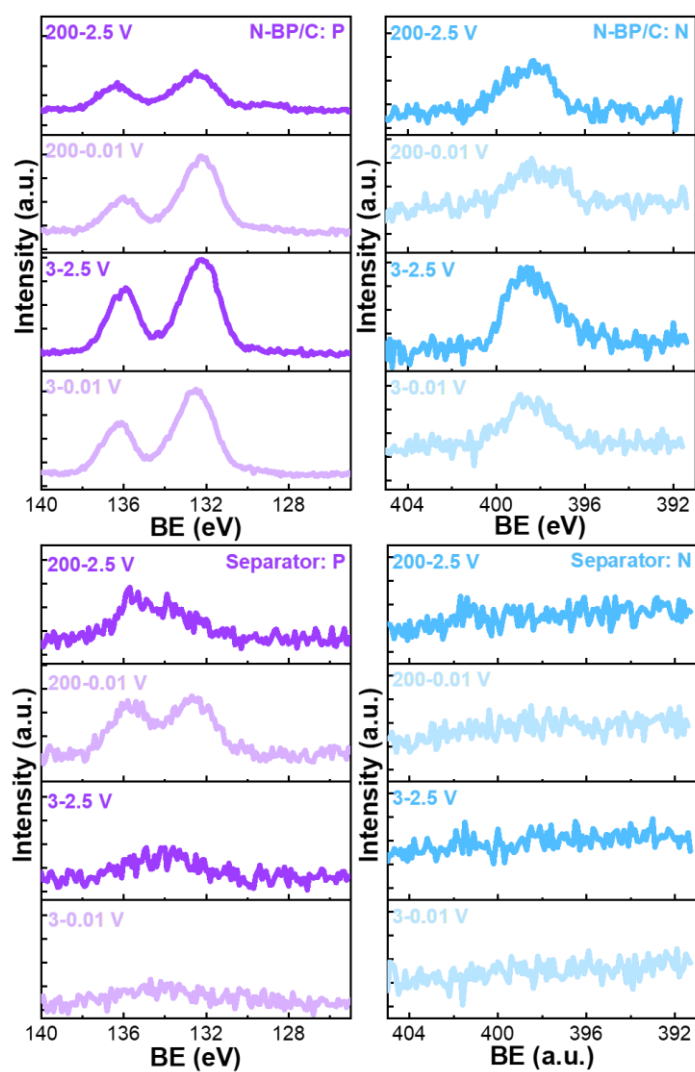 200-2.5 V N-BP/C: P
200-0.01 V
3-2.5 V
3-0.01 V
Intensity (a.u.)
140 136 132 128
BE (eV)
200-2.5 V N-BP/C: N
200-0.01 V
3-2.5 V
3-0.01 V
Intensity (a.u.)
404 400 396 392
BE (eV)
200-2.5 V Separator: P
200-0.01 V
3-2.5 V
3-0.01 V
Intensity (a.u.)
140 136 132 128
BE (eV)
200-2.5 V Separator: N
200-0.01 V
3-2.5 V
3-0.01 V
Intensity (a.u.)
404 400 396 392
BE (a.u.)